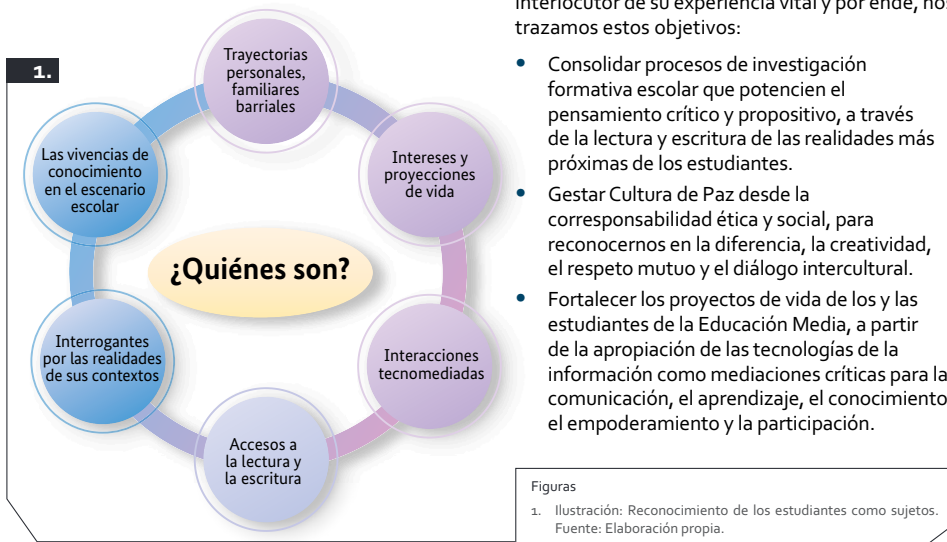 1.
Trayectorias
personales,
familiares
barriales
Intereses y
proyecciones
de vida
Interacciones
tecnomediadas
Accesos a
la lectura y
la escritura
Interrogantes
por las realidades
de sus contextos
Las vivencias de
conocimiento
en el escenario
escolar
¿Quiénes son?
interlocutor de su experiencia vital y por ende, nos
trazamos estos objetivos:
• Consolidar procesos de investigación
formativa escolar que potencien el
pensamiento crítico y propositivo, a través
de la lectura y escritura de las realidades más
próximas de los estudiantes.
• Gestar Cultura de Paz desde la
corresponsabilidad ética y social, para
reconocernos en la diferencia, la creatividad,
el respeto mutuo y el diálogo intercultural.
• Fortalecer los proyectos de vida de los y las
estudiantes de la Educación Media, a partir
de la apropiación de las tecnologías de la
información como mediaciones críticas para la
comunicación, el aprendizaje, el conocimiento
el empoderamiento y la participación.
Figuras
1. Ilustración: Reconocimiento de los estudiantes como sujetos.
Fuente: Elaboración propia.